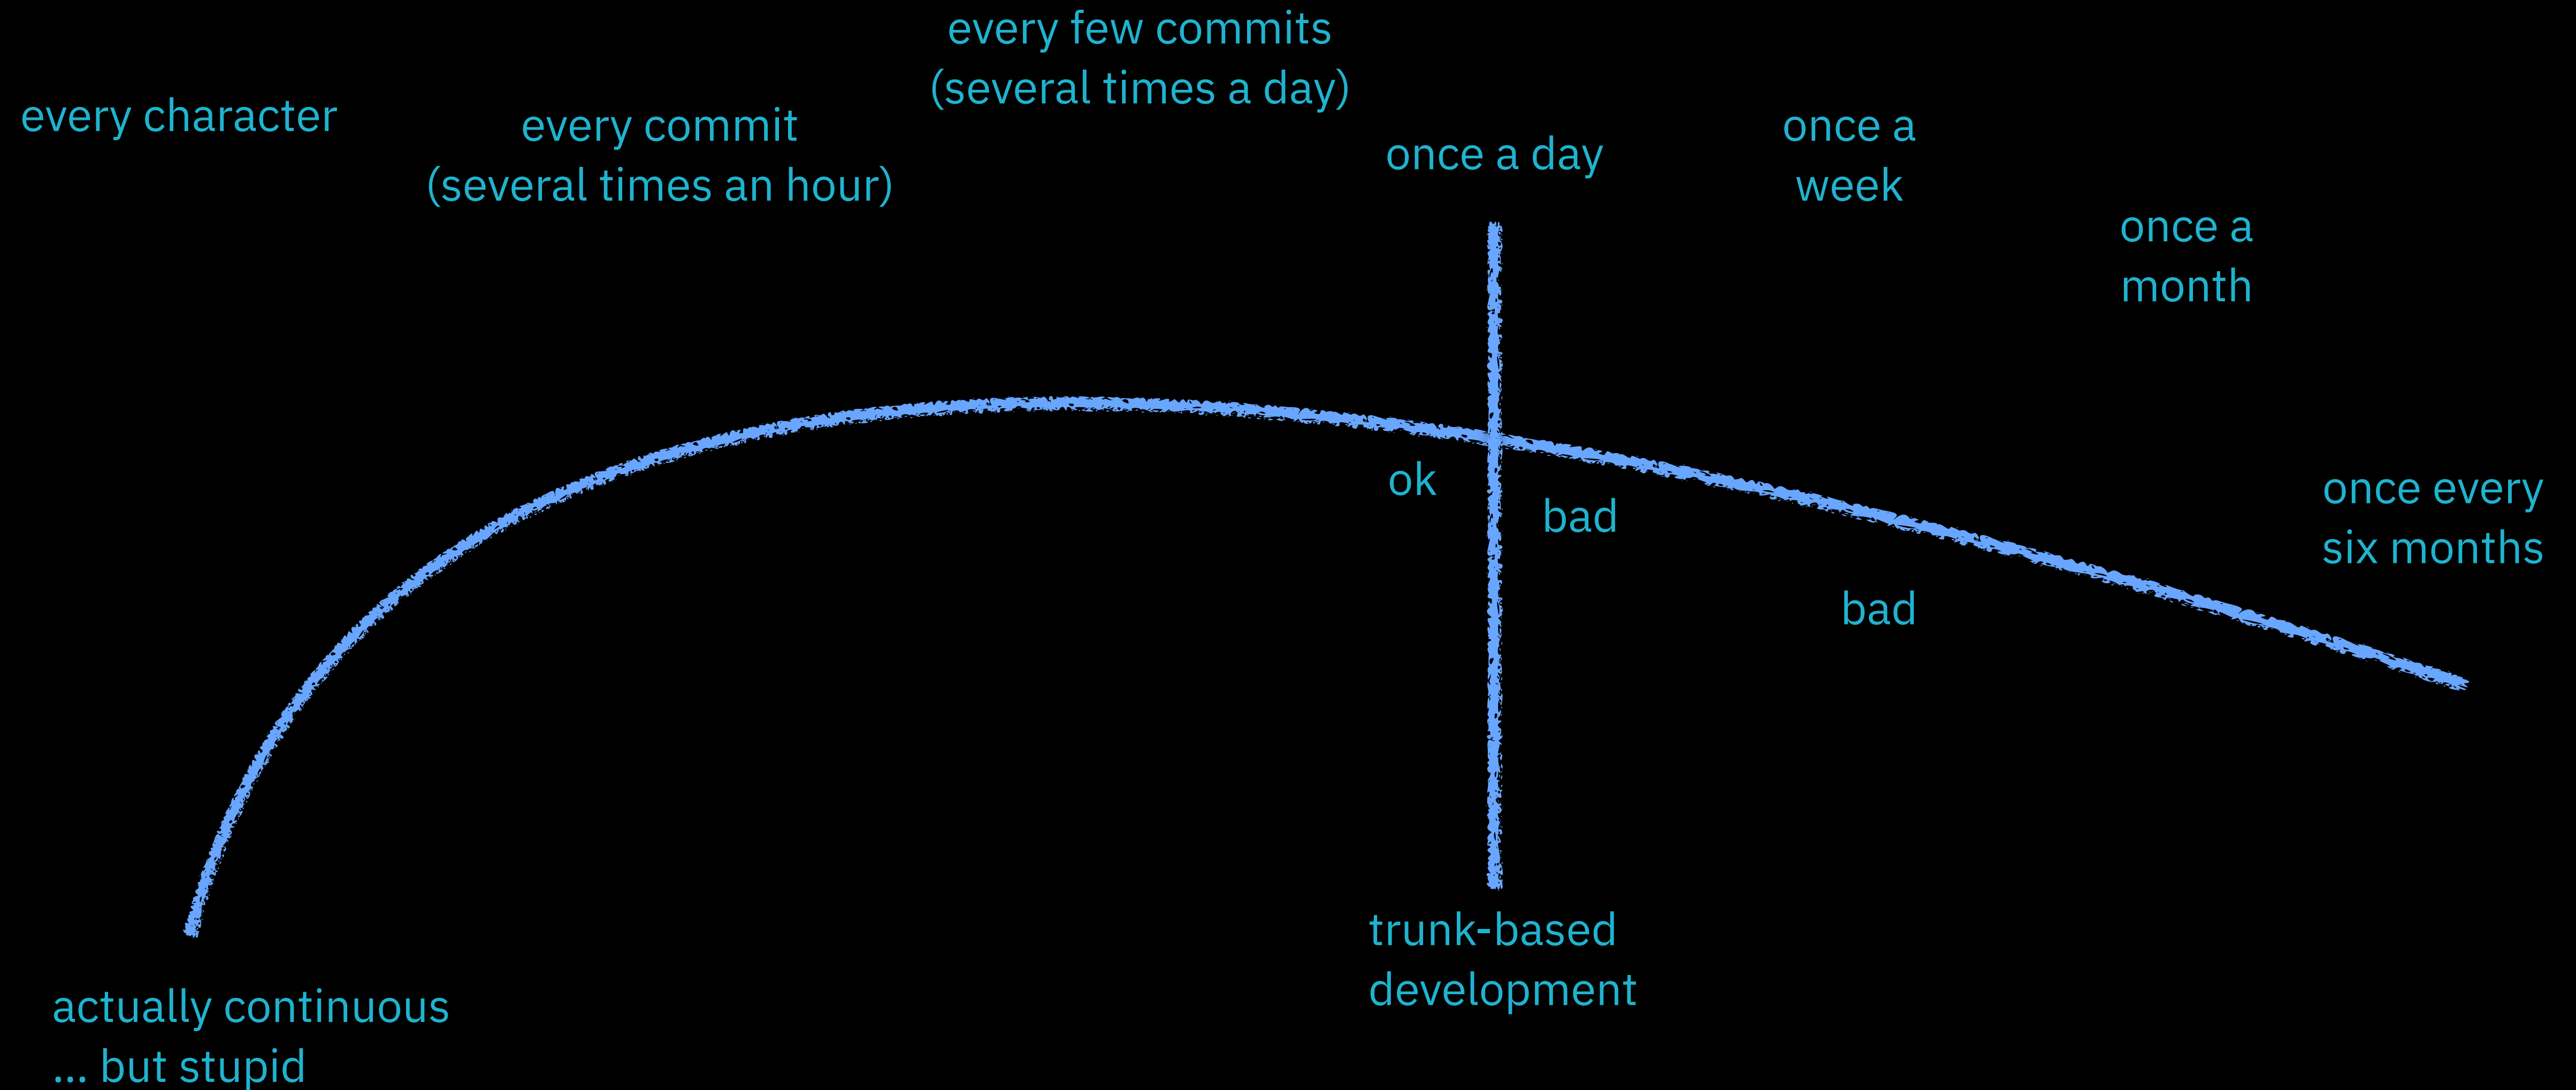 every character
every commit
(several times an hour)
every few commits
(several times a day)
once a day
once a
week
once a
month
once every
six months
ok
bad
bad
trunk-based
development
actually continuous
... but stupid